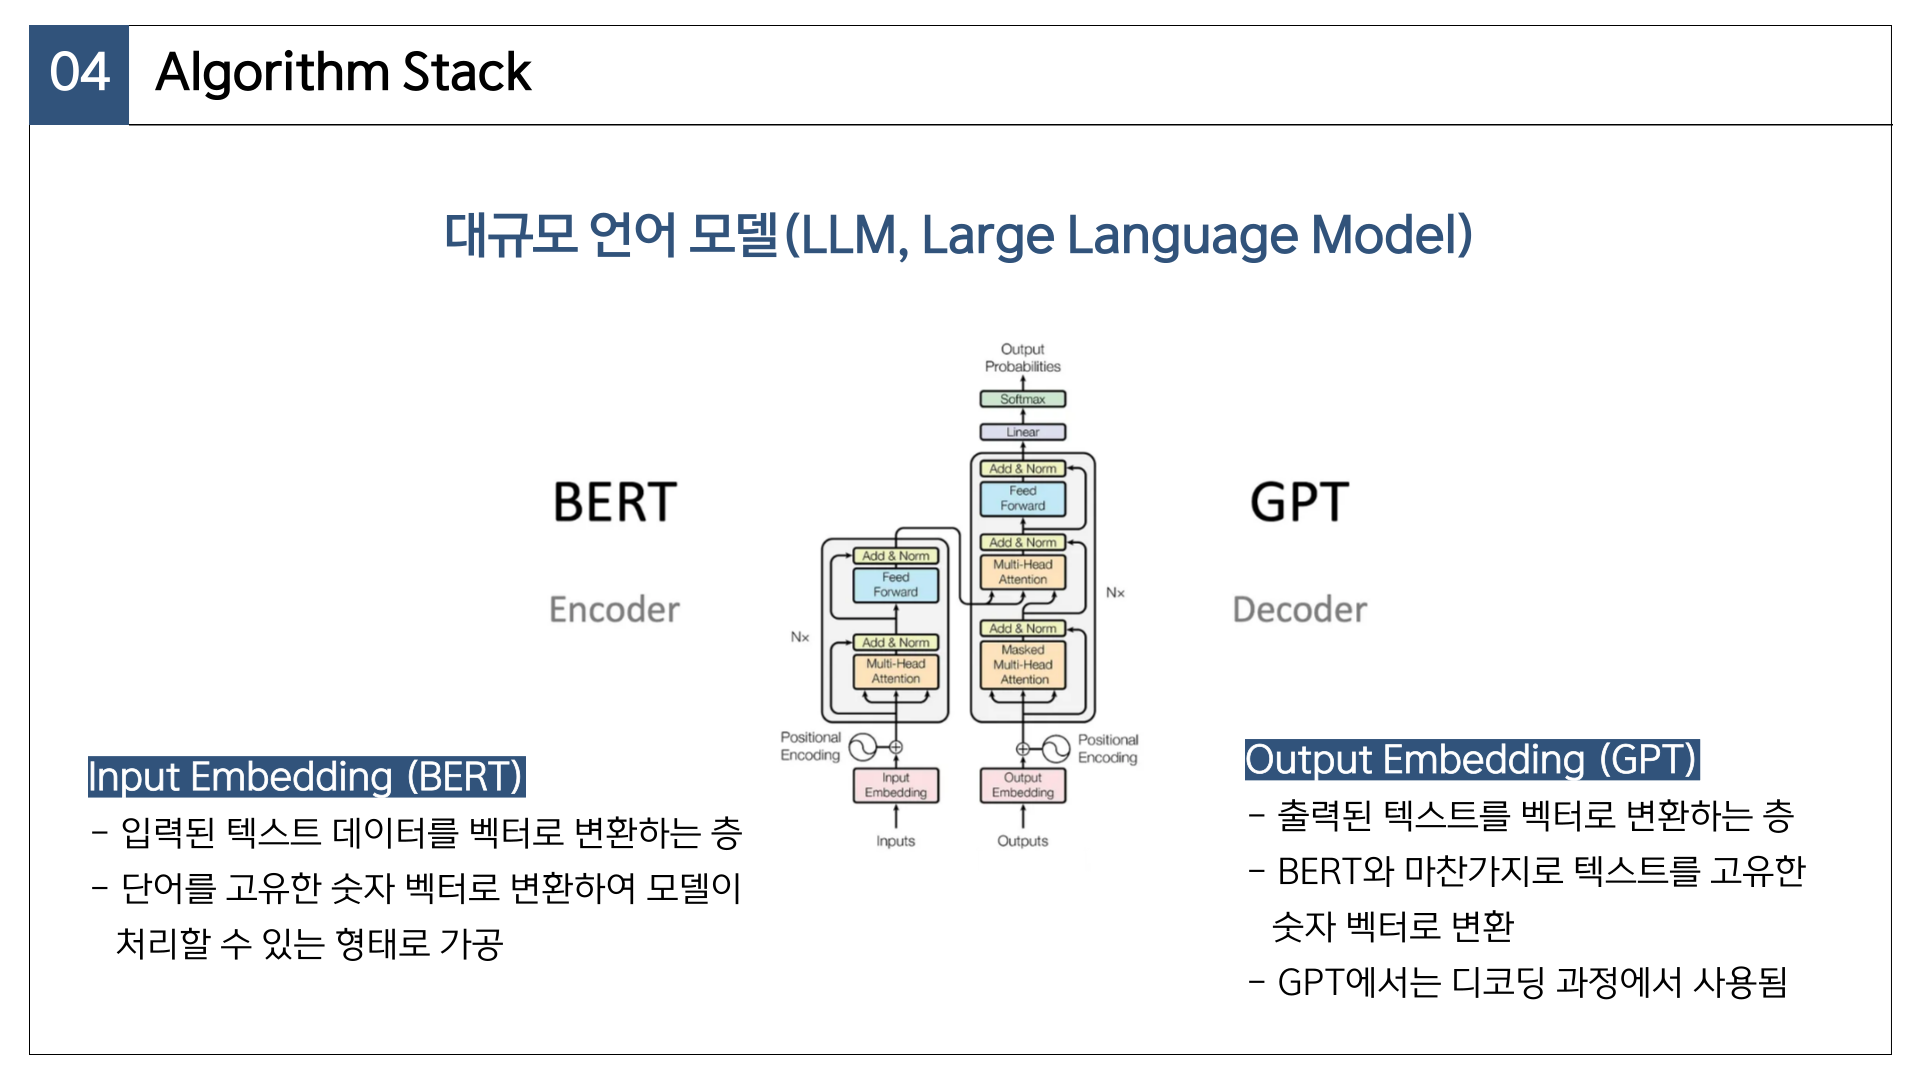 04
Algorithm Stack
대규모 언어 모델(LLM, Large Language Model)
BERT
Encoder
Output
Probabilities
Softmax
Linear
Add & Norm
Feed
Forward
Add & Norm
Multi-Head
Attention
Add & Norm
Masked
Multi-Head
Attention
Nx
Add & Norm
Feed
Forward
Add & Norm
Multi-Head
Attention
Nx
Positional
Encoding
Positional
Encoding
Input
Embedding
Output
Embedding
Inputs
Outputs
GPT
Decoder
Input Embedding (BERT)
- 입력된 텍스트 데이터를 벡터로 변환하는 층
- 단어를 고유한 숫자 벡터로 변환하여 모델이
처리할 수 있는 형태로 가공
Output Embedding (GPT)
- 출력된 텍스트를 벡터로 변환하는 층
- BERT와 마찬가지로 텍스트를 고유한
숫자 벡터로 변환
- GPT에서는 디코딩 과정에서 사용됨